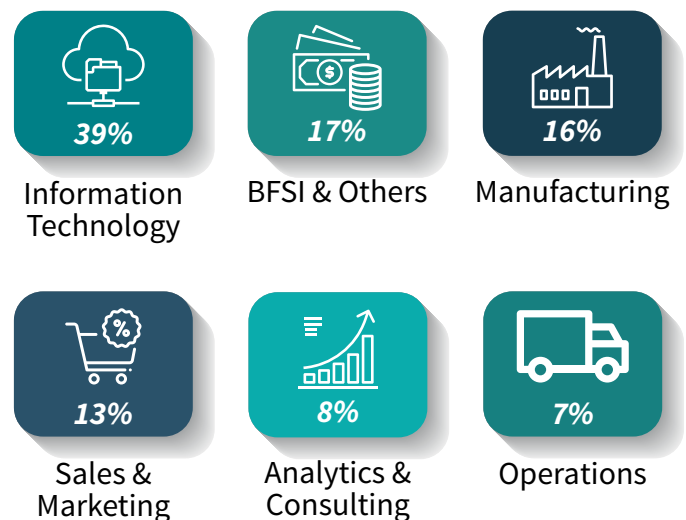 39%
Information
Technology
17%
BFSI & Others
16%
Manufacturing
13%
Sales &
Marketing
8%
Analytics &
Consulting
7%
Operations